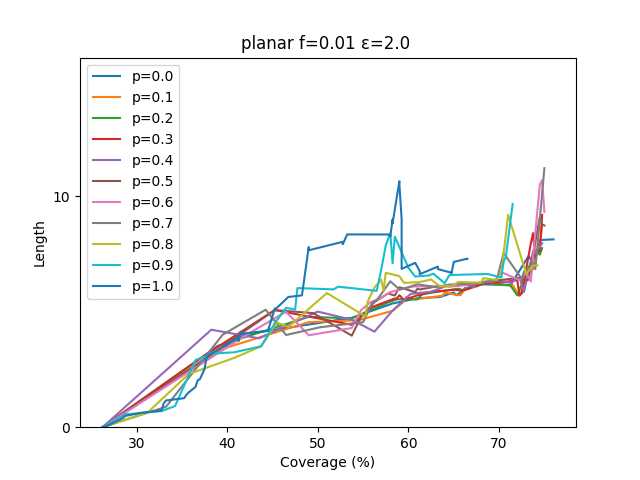 planar f=0.01 ε=2.0
p=0.0
p=0.1
p=0.2
p=0.3
p=0.4
p=0.5
p=0.6
p=0.7
p=0.8
p=0.9
p=1.0
10
0
Length
30 40 50 60 70
Coverage (%)